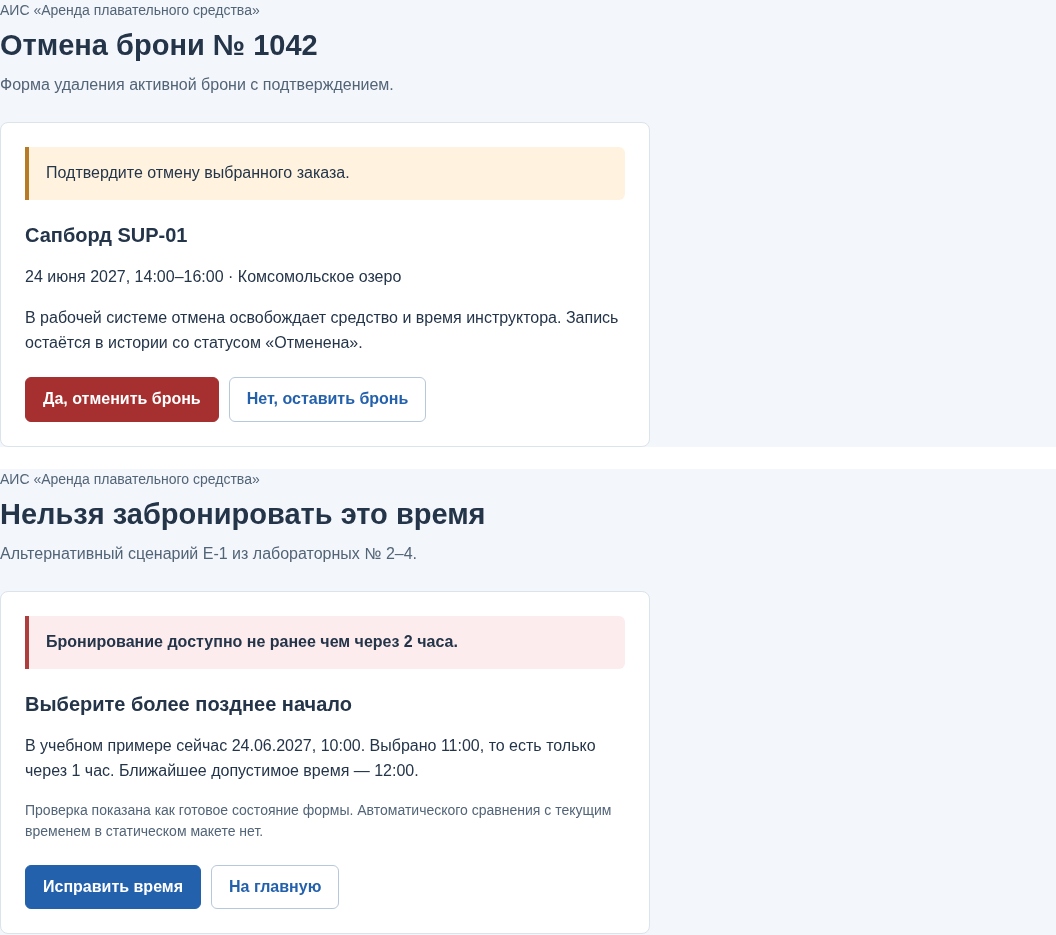 АИС «Аренда плавательного средства»
Отмена брони № 1042
Форма удаления активной брони с подтверждением.
Подтвердите отмену выбранного заказа.
Сапборд SUP-01
24 июня 2027, 14:00–16:00 · Комсомольское озеро
В рабочей системе отмена освобождает средство и время инструктора. Запись
остаётся в истории со статусом «Отменена».
Да, отменить бронь
Нет, оставить бронь
АИС «Аренда плавательного средства»
Нельзя забронировать это время
Альтернативный сценарий E-1 из лабораторных № 2–4.
Бронирование доступно не ранее чем через 2 часа.
Выберите более позднее начало
В учебном примере сейчас 24.06.2027, 10:00. Выбрано 11:00, то есть только
через 1 час. Ближайшее допустимое время — 12:00.
Проверка показана как готовое состояние формы. Автоматического сравнения с текущим
временем в статическом макете нет.
Исправить время
На главную